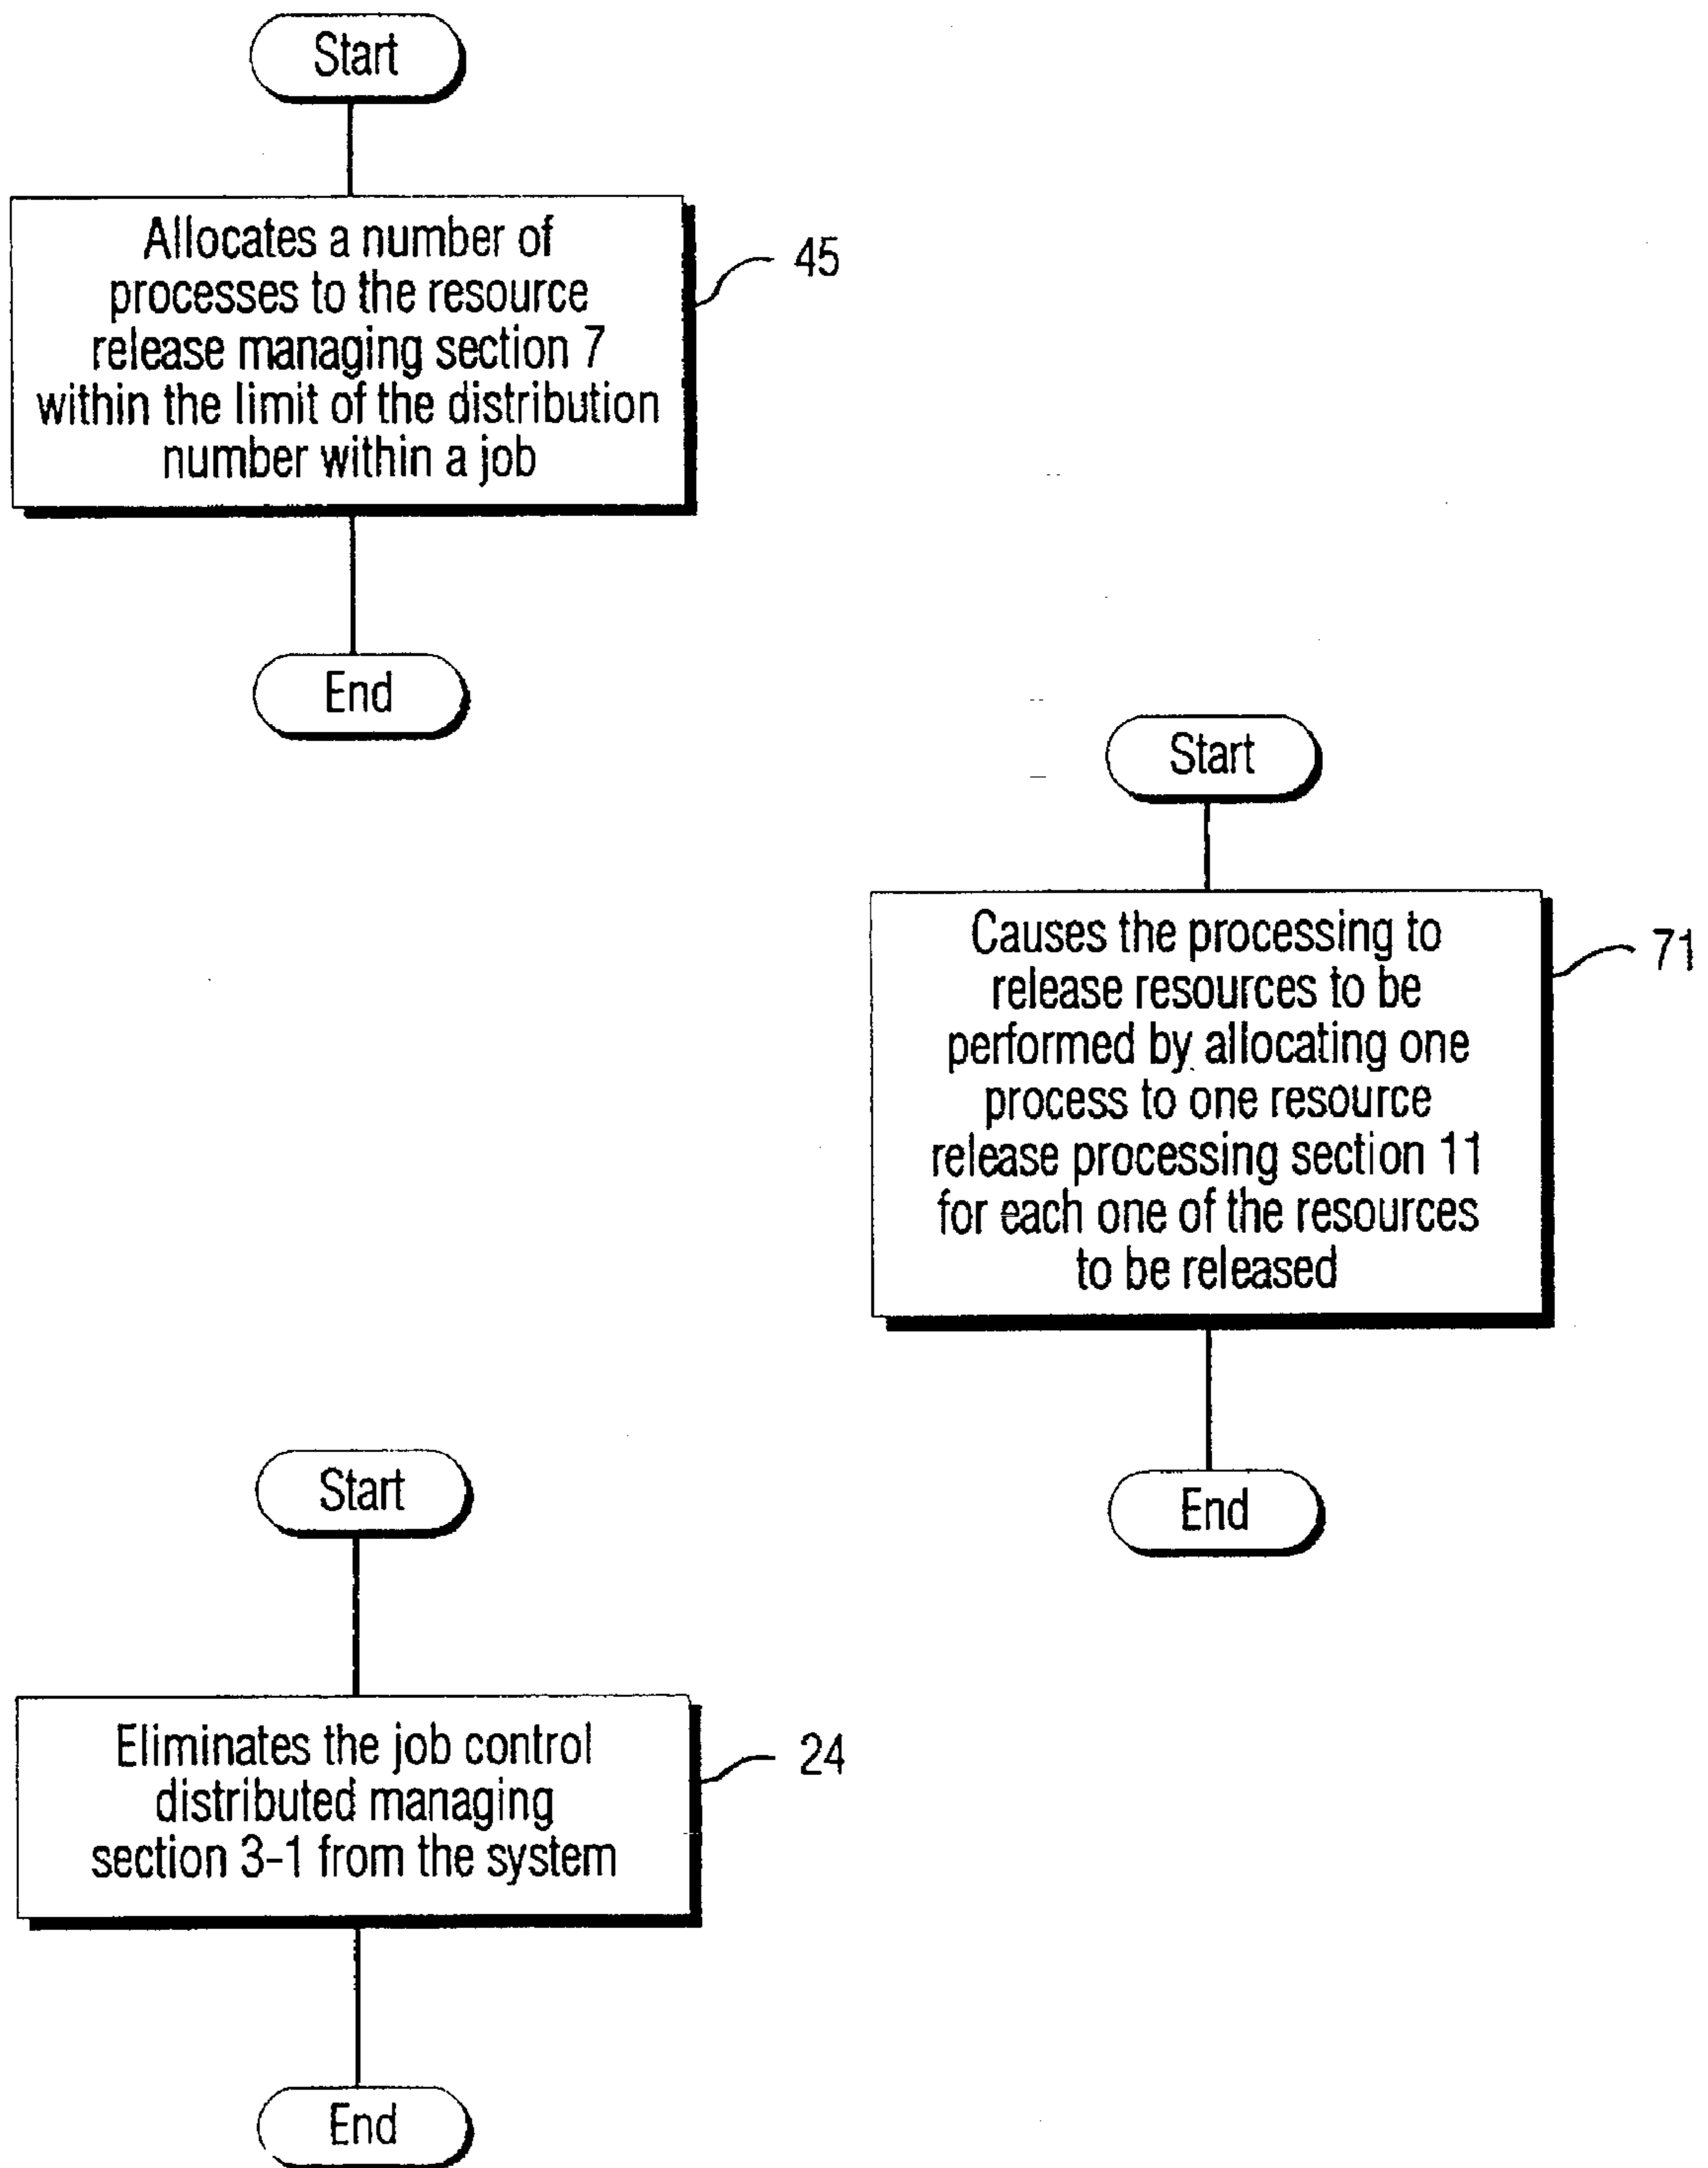 Start
Allocates a number of
processes to the resource
release managing section 7
within the limit of the distribution
number within a job
45
End
Start
Causes the processing to
release resources to be
performed by allocating one
process to one resource
release processing section 11
for each one of the resources
to be released
71
End
Start
Eliminates the job control
distributed managing
section 3-1 from the system
24
End